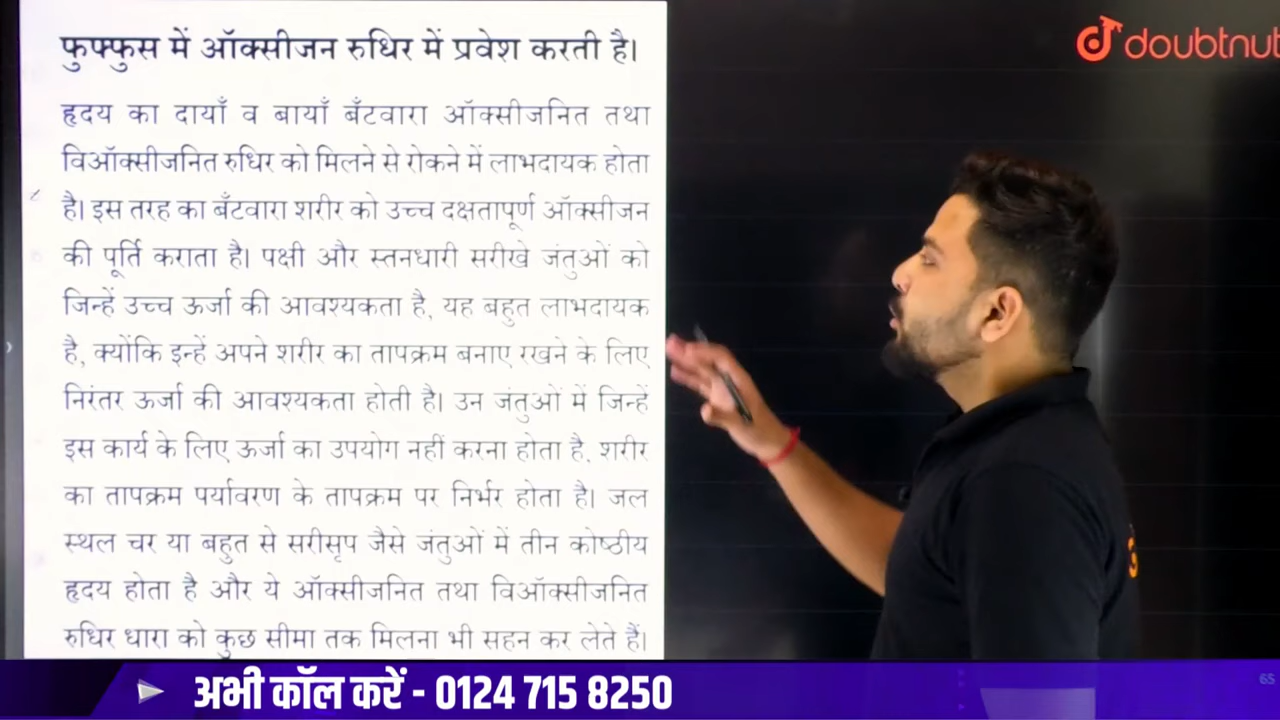 फुफ्फुस में ऑक्सीजन रुधिर में प्रवेश करती है।
doubtnut
हृदय का दायाँ व बायाँ बँटवारा ऑक्सीजनित तथा
विऑक्सीजनित रुधिर को मिलने से रोकने में लाभदायक होता
है। इस तरह का बँटवारा शरीर को उच्च दक्षतापूर्ण ऑक्सीजन
की पूर्ति कराता है। पक्षी और स्तनधारी सरीखे जंतुओं को
जिन्हें उच्च ऊर्जा की आवश्यकता है, यह बहुत लाभदायक
है, क्योंकि इन्हें अपने शरीर का तापक्रम बनाए रखने के लिए
निरंतर ऊर्जा की आवश्यकता होती है। उन जंतुओं में जिन्हें
इस कार्य के लिए ऊर्जा का उपयोग नहीं करना होता है, शरीर
का तापक्रम पर्यावरण के तापक्रम पर निर्भर होता है। जल
स्थल चर या बहुत से सरीसृप जैसे जंतुओं में तीन कोष्ठीय
हृदय होता है और ये ऑक्सीजनित तथा विऑक्सीजनित
रुधिर धारा को कुछ सीमा तक मिलना भी सहन कर लेते हैं।
अभी कॉल करें - 0124 715 8250
65